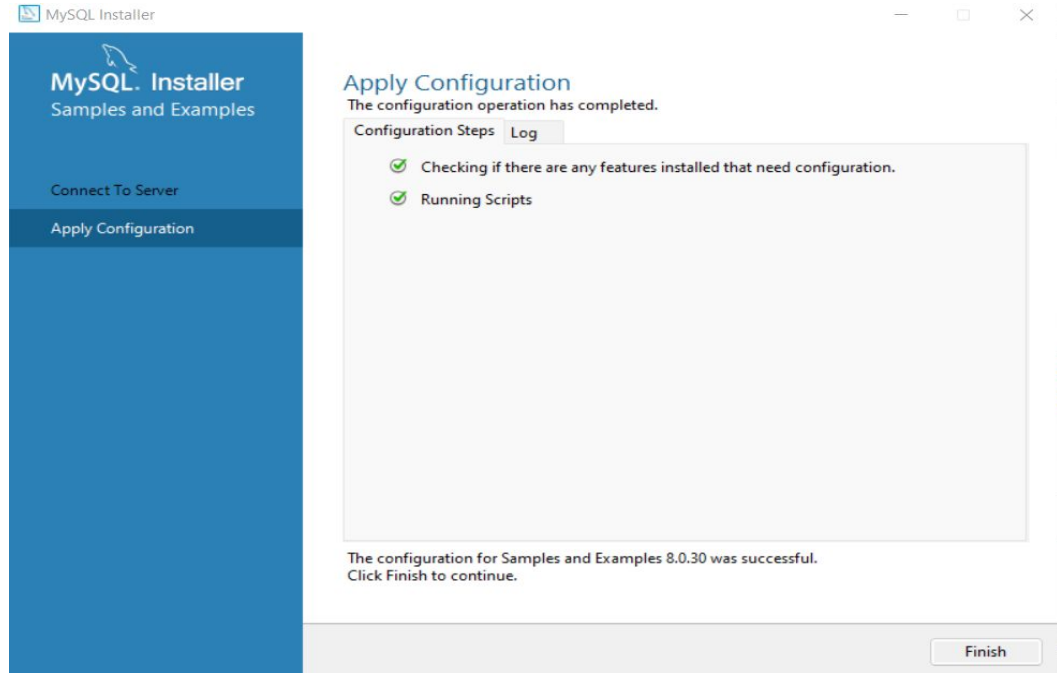 MySQL Installer
MySQL. Installer
Samples and Examples
Connect To Server
Apply Configuration
Apply Configuration
The configuration operation has completed.
Configuration Steps Log
Checking if there are any features installed that need configuration.
Running Scripts
The configuration for Samples and Examples 8.0.30 was successful.
Click Finish to continue.
Finish